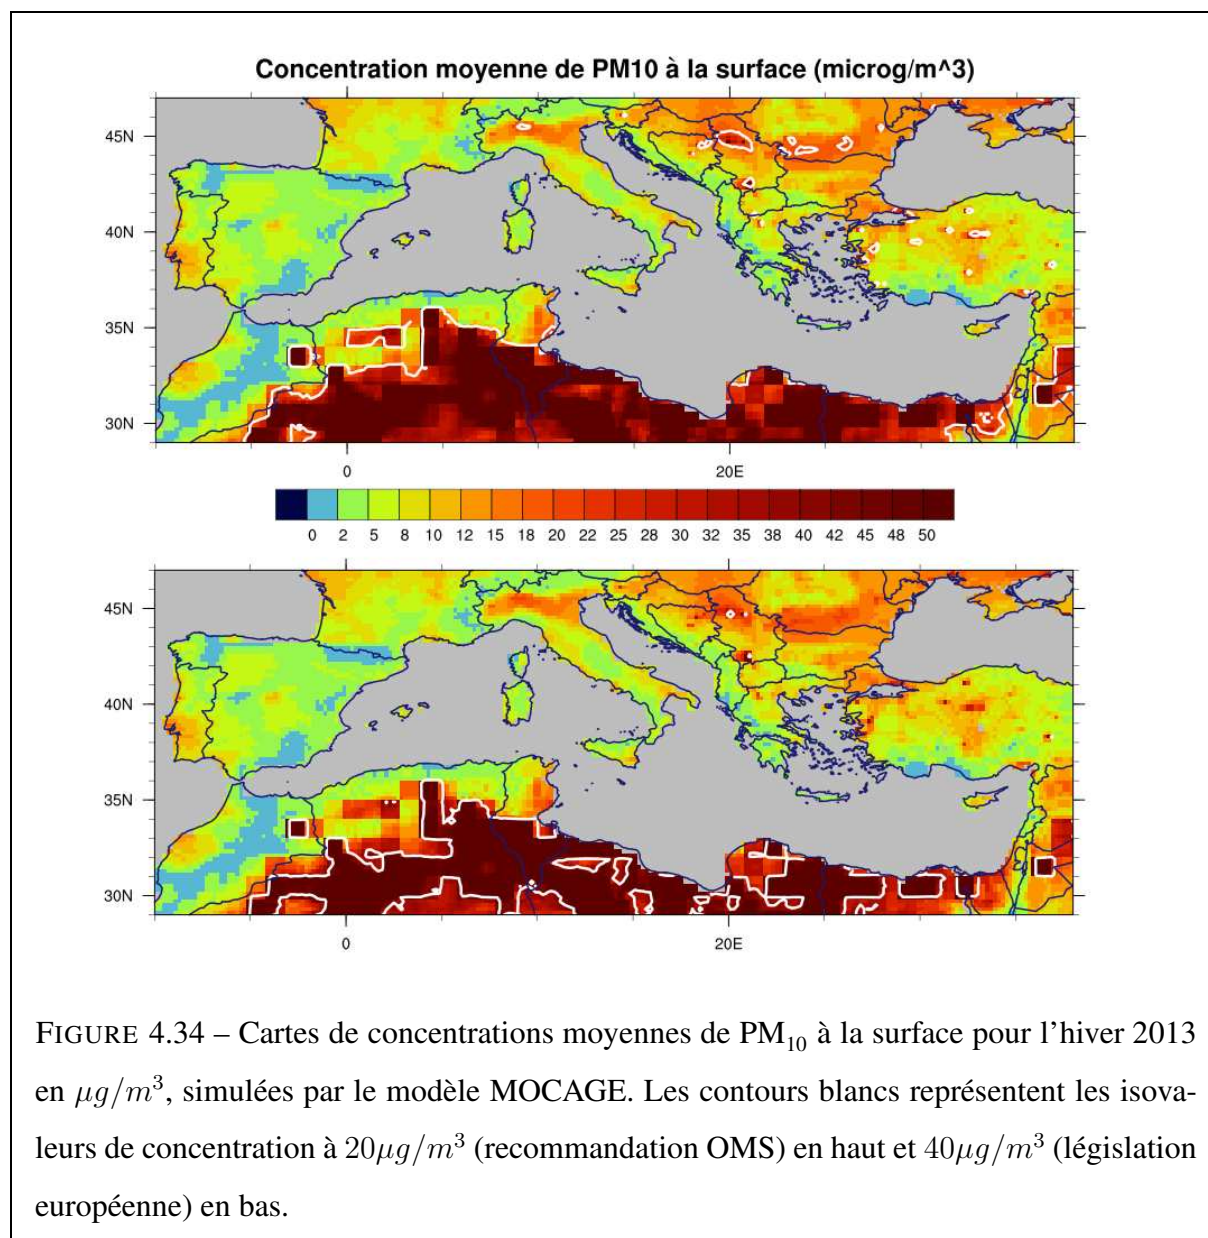 Concentration moyenne de PM10 à la surface (microg/m^3)
45N
40N
35N
30N
0 20E
0 2 5 8 10 12 15 18 20 22 25 28 30 32 35 38 40 42 45 48 50
45N
40N
35N
30N
0 20E
FIGURE 4.34 – Cartes de concentrations moyennes de PM₁₀ à la surface pour l'hiver 2013
en μg/m³, simulées par le modèle MOCAGE. Les contours blancs représentent les isova-
leurs de concentration à 20μg/m³ (recommandation OMS) en haut et 40μg/m³ (législation
européenne) en bas.